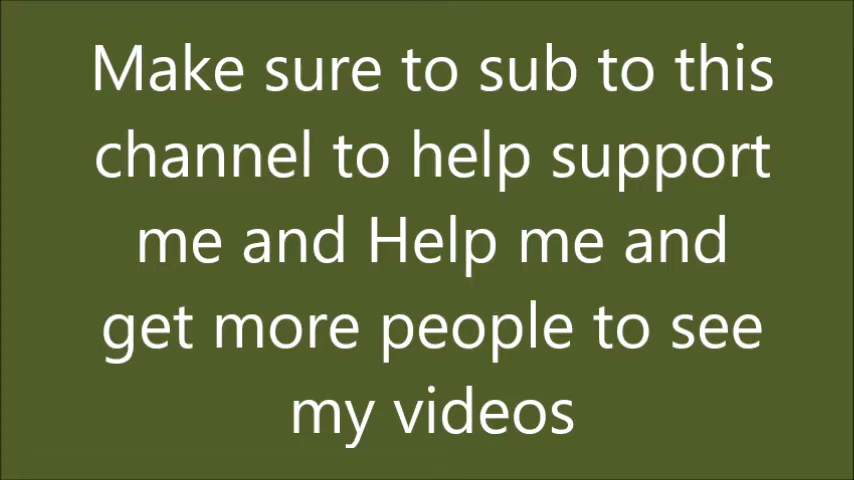 Make sure to sub to this
channel to help support
me and Help me and
get more people to see
my videos